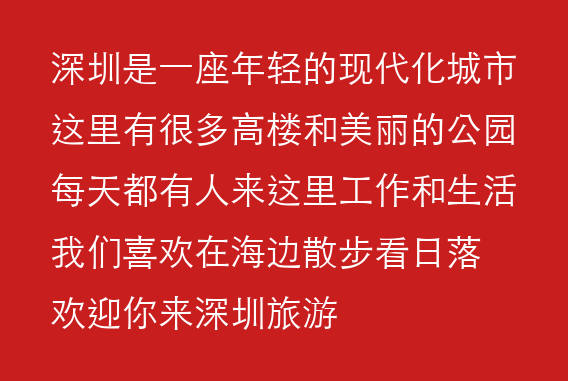 深圳是一座年轻的现代化城市
这里有很多高楼和美丽的公园
每天都有人来这里工作和生活
我们喜欢在海边散步看日落
欢迎你来深圳旅游